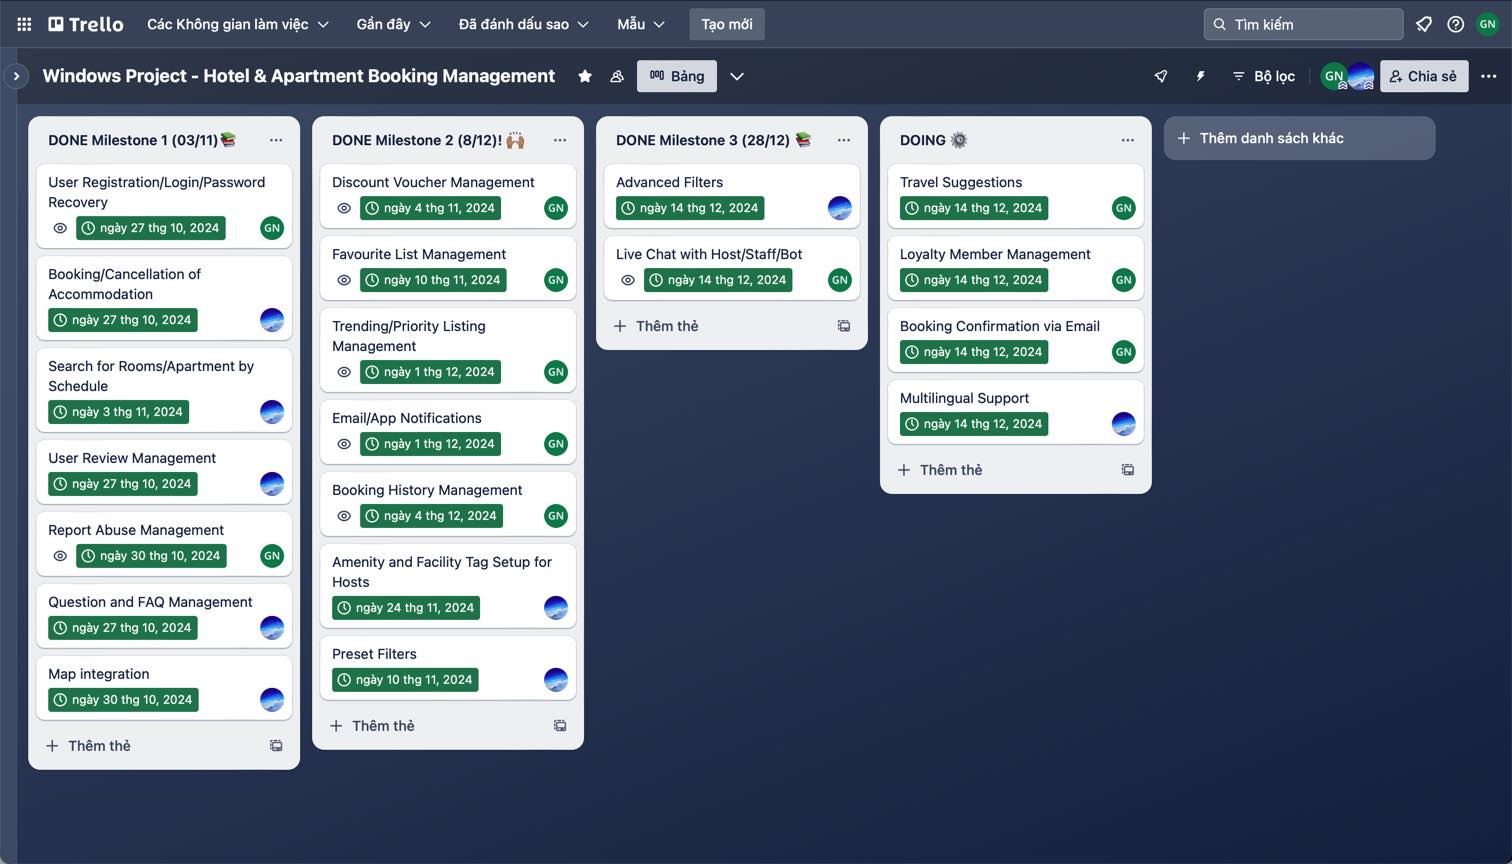 Trello Các Không gian làm việc Gần đây Đã đánh dấu sao Mẫu Tạo mới Tìm kiếm GN
Windows Project - Hotel & Apartment Booking Management Bảng Bộ lọc GN Chia sẻ
DONE Milestone 1 (03/11)📚
User Registration/Login/Password
Recovery
ngày 27 thg 10, 2024 GN
Booking/Cancellation of
Accommodation
ngày 27 thg 10, 2024
Search for Rooms/Apartment by
Schedule
ngày 3 thg 11, 2024
User Review Management
ngày 27 thg 10, 2024
Report Abuse Management
ngày 30 thg 10, 2024 GN
Question and FAQ Management
ngày 27 thg 10, 2024
Map integration
ngày 30 thg 10, 2024
Thêm thẻ
DONE Milestone 2 (8/12)! 🙌🏽
Discount Voucher Management
ngày 4 thg 11, 2024 GN
Favourite List Management
ngày 10 thg 11, 2024 GN
Trending/Priority Listing
Management
ngày 1 thg 12, 2024 GN
Email/App Notifications
ngày 1 thg 12, 2024 GN
Booking History Management
ngày 4 thg 12, 2024 GN
Amenity and Facility Tag Setup for
Hosts
ngày 24 thg 11, 2024
Preset Filters
ngày 10 thg 11, 2024
Thêm thẻ
DONE Milestone 3 (28/12) 📚
Advanced Filters
ngày 14 thg 12, 2024
Live Chat with Host/Staff/Bot
ngày 14 thg 12, 2024 GN
Thêm thẻ
DOING ⚙️
Travel Suggestions
ngày 14 thg 12, 2024 GN
Loyalty Member Management
ngày 14 thg 12, 2024 GN
Booking Confirmation via Email
ngày 14 thg 12, 2024 GN
Multilingual Support
ngày 14 thg 12, 2024
Thêm thẻ
Thêm danh sách khác